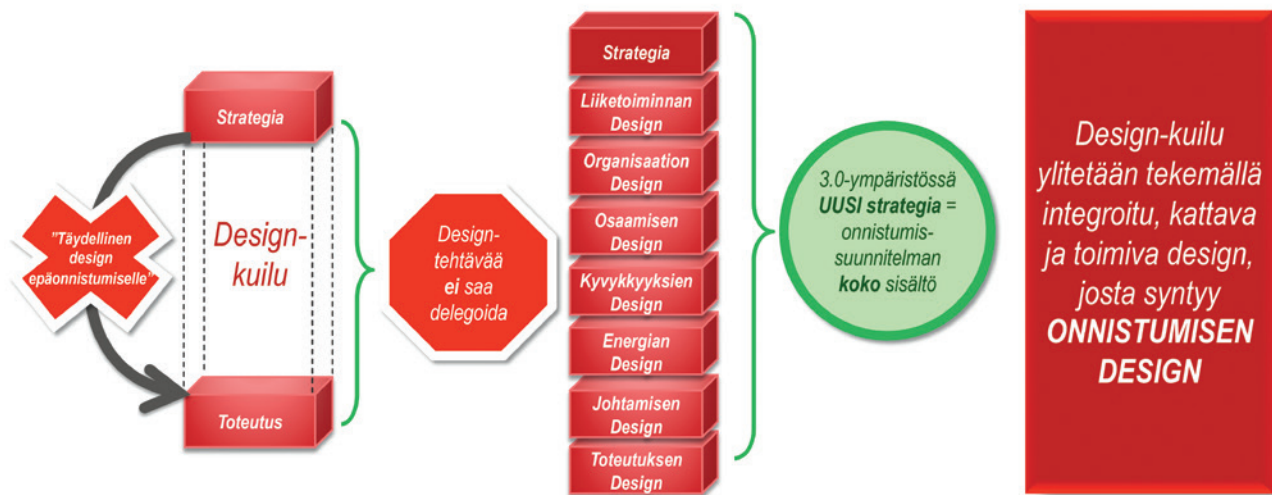 Strategia
"Täydellinen
design
epäonnistumiselle"
Design-
kuilu
Toteutus
Design-
tehtävää
ei saa
delegoida
Strategia
Liiketoiminnan
Design
Organisaation
Design
Osaamisen
Design
Kyvykkyyksien
Design
Energian
Design
Johtamisen
Design
Toteutuksen
Design
3.0-ympäristössä
UUSI strategia =
onnistumis-
suunnitelman
koko sisältö
Design-kuilu
ylitetään tekemällä
integroitu, kattava
ja toimiva design,
josta syntyy
ONNISTUMISEN
DESIGN